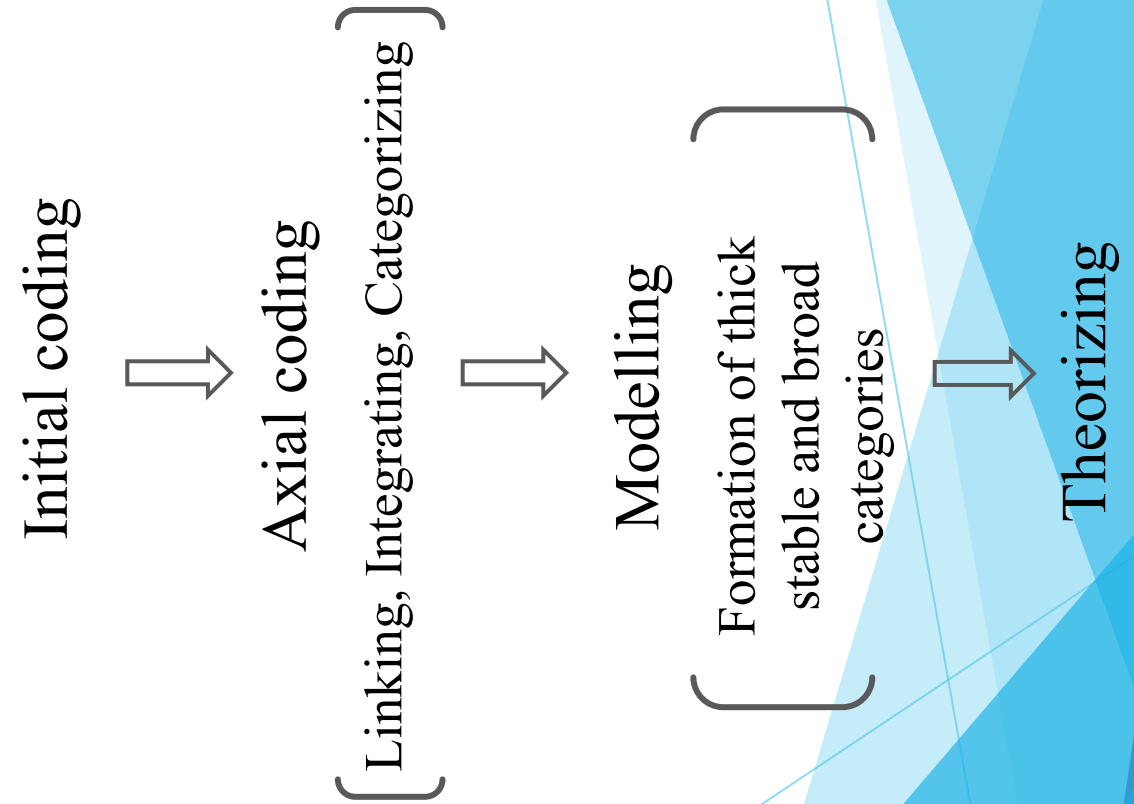 Initial coding
Axial coding
Linking, Integrating, Categorizing
Modelling
Formation of thick
stable and broad
categories
Theorizing